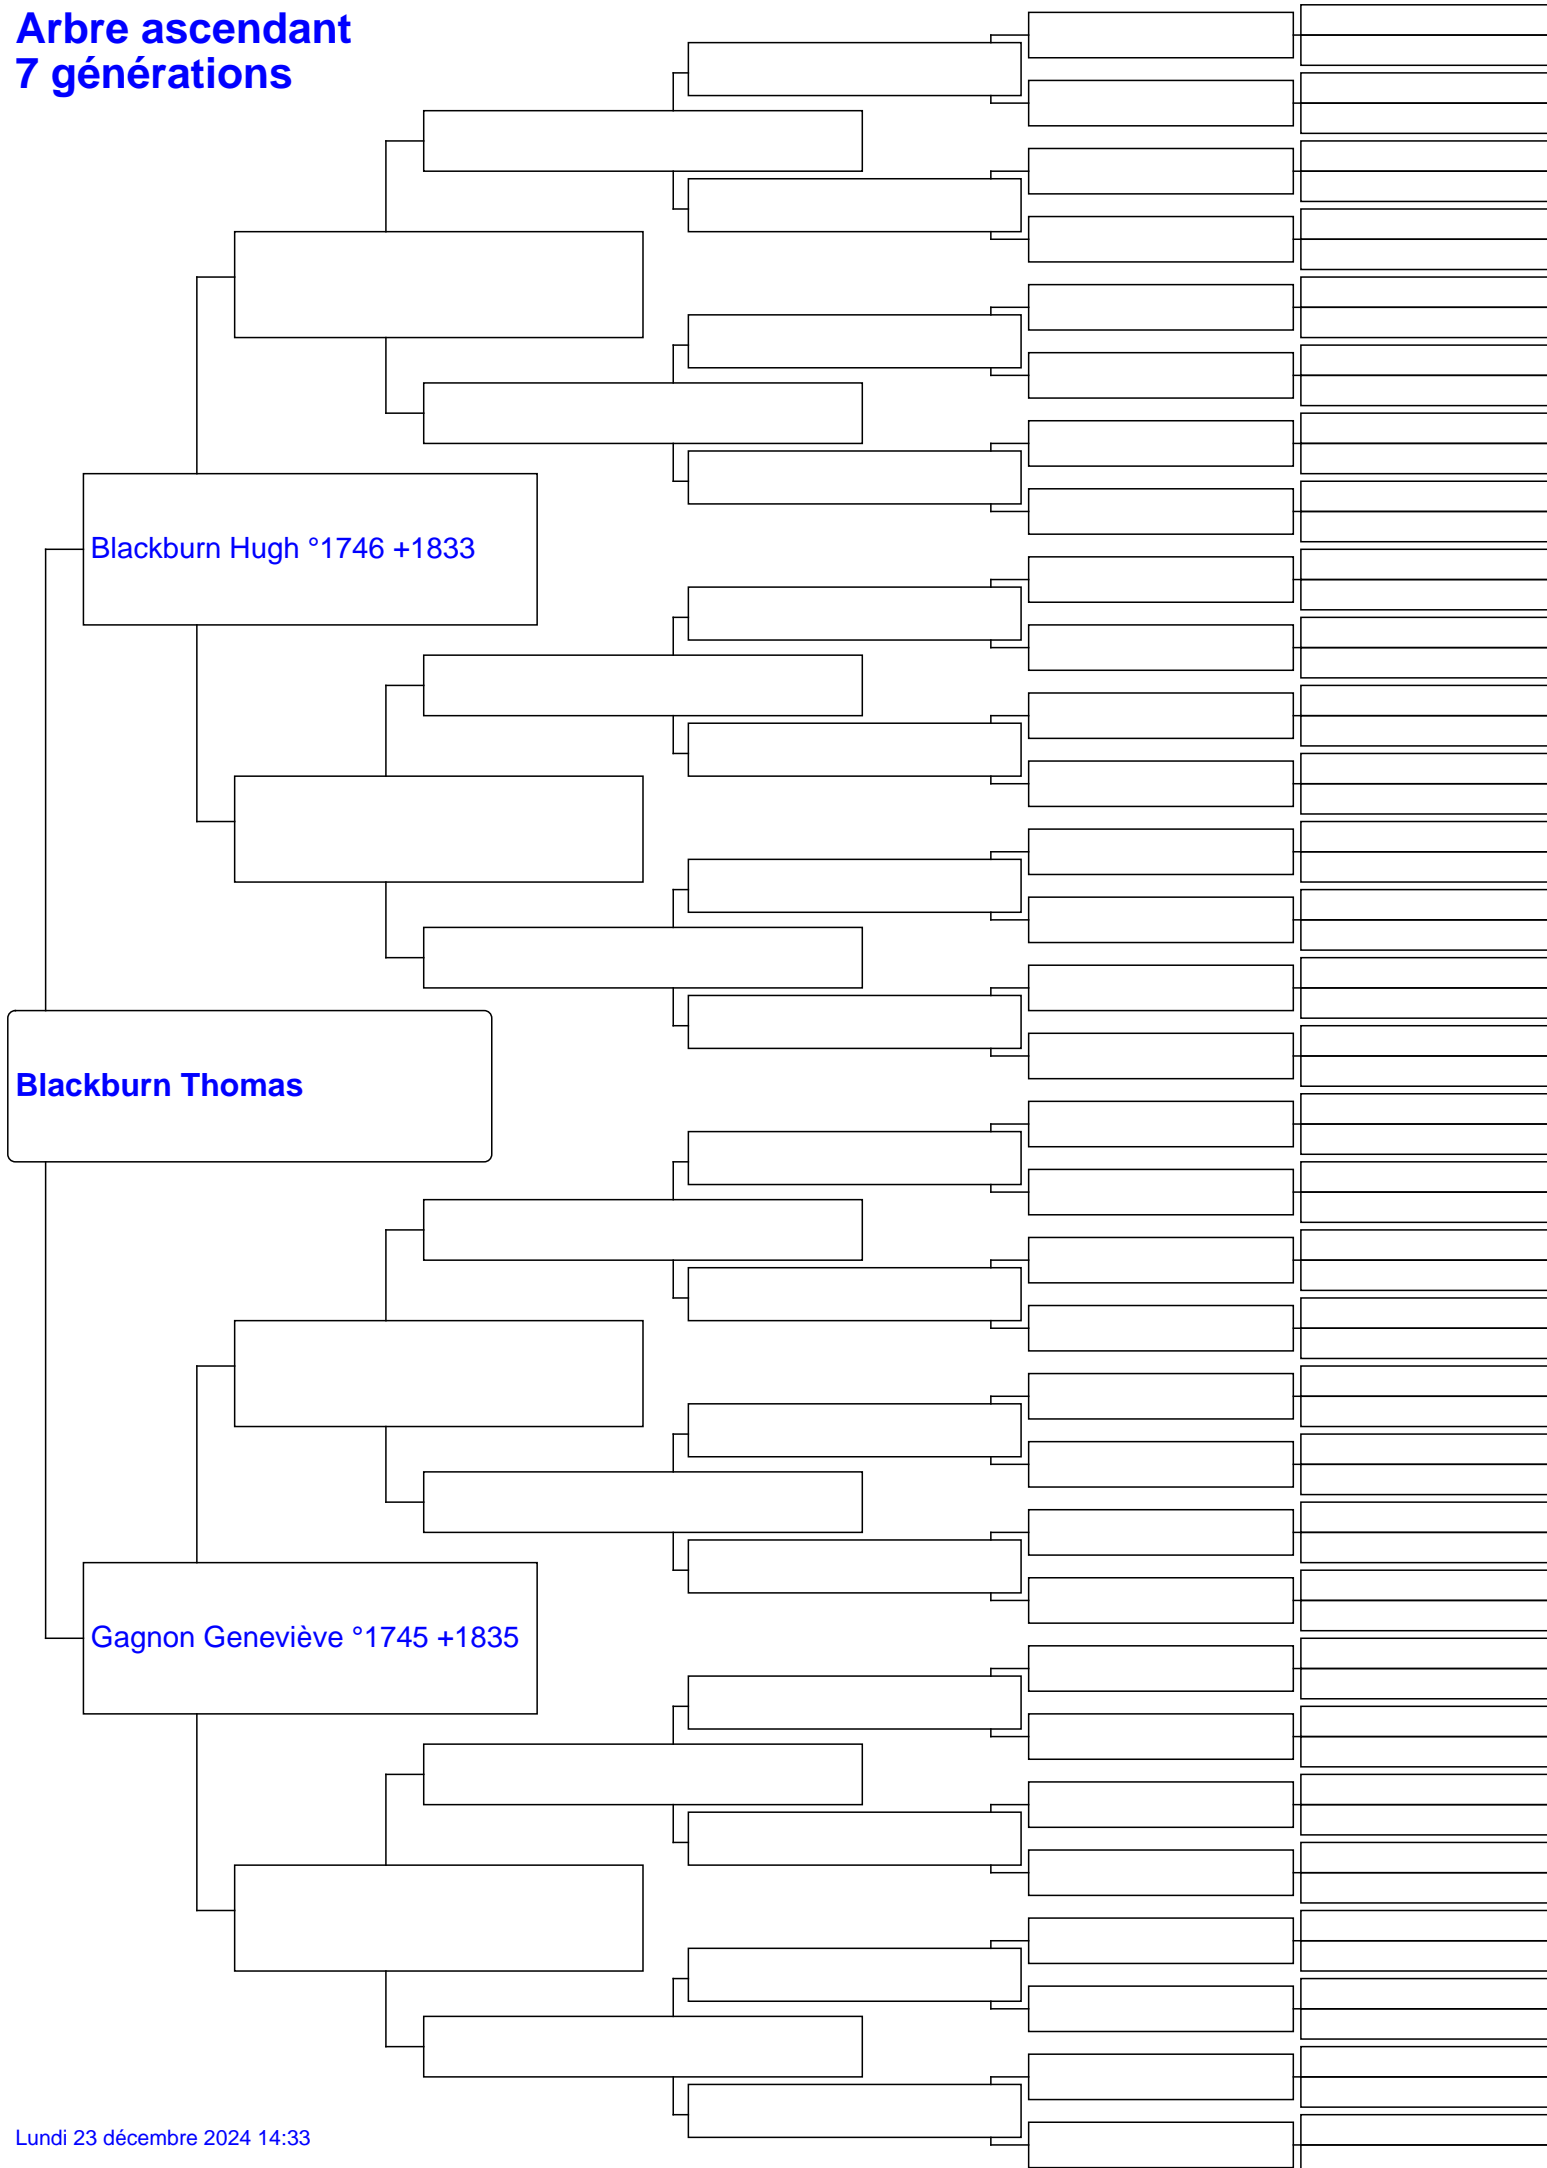 Arbre ascendant
7 générations
Blackburn Hugh °1746 +1833
Blackburn Thomas
Gagnon Geneviève °1745 +1835
Lundi 23 décembre 2024 14:33